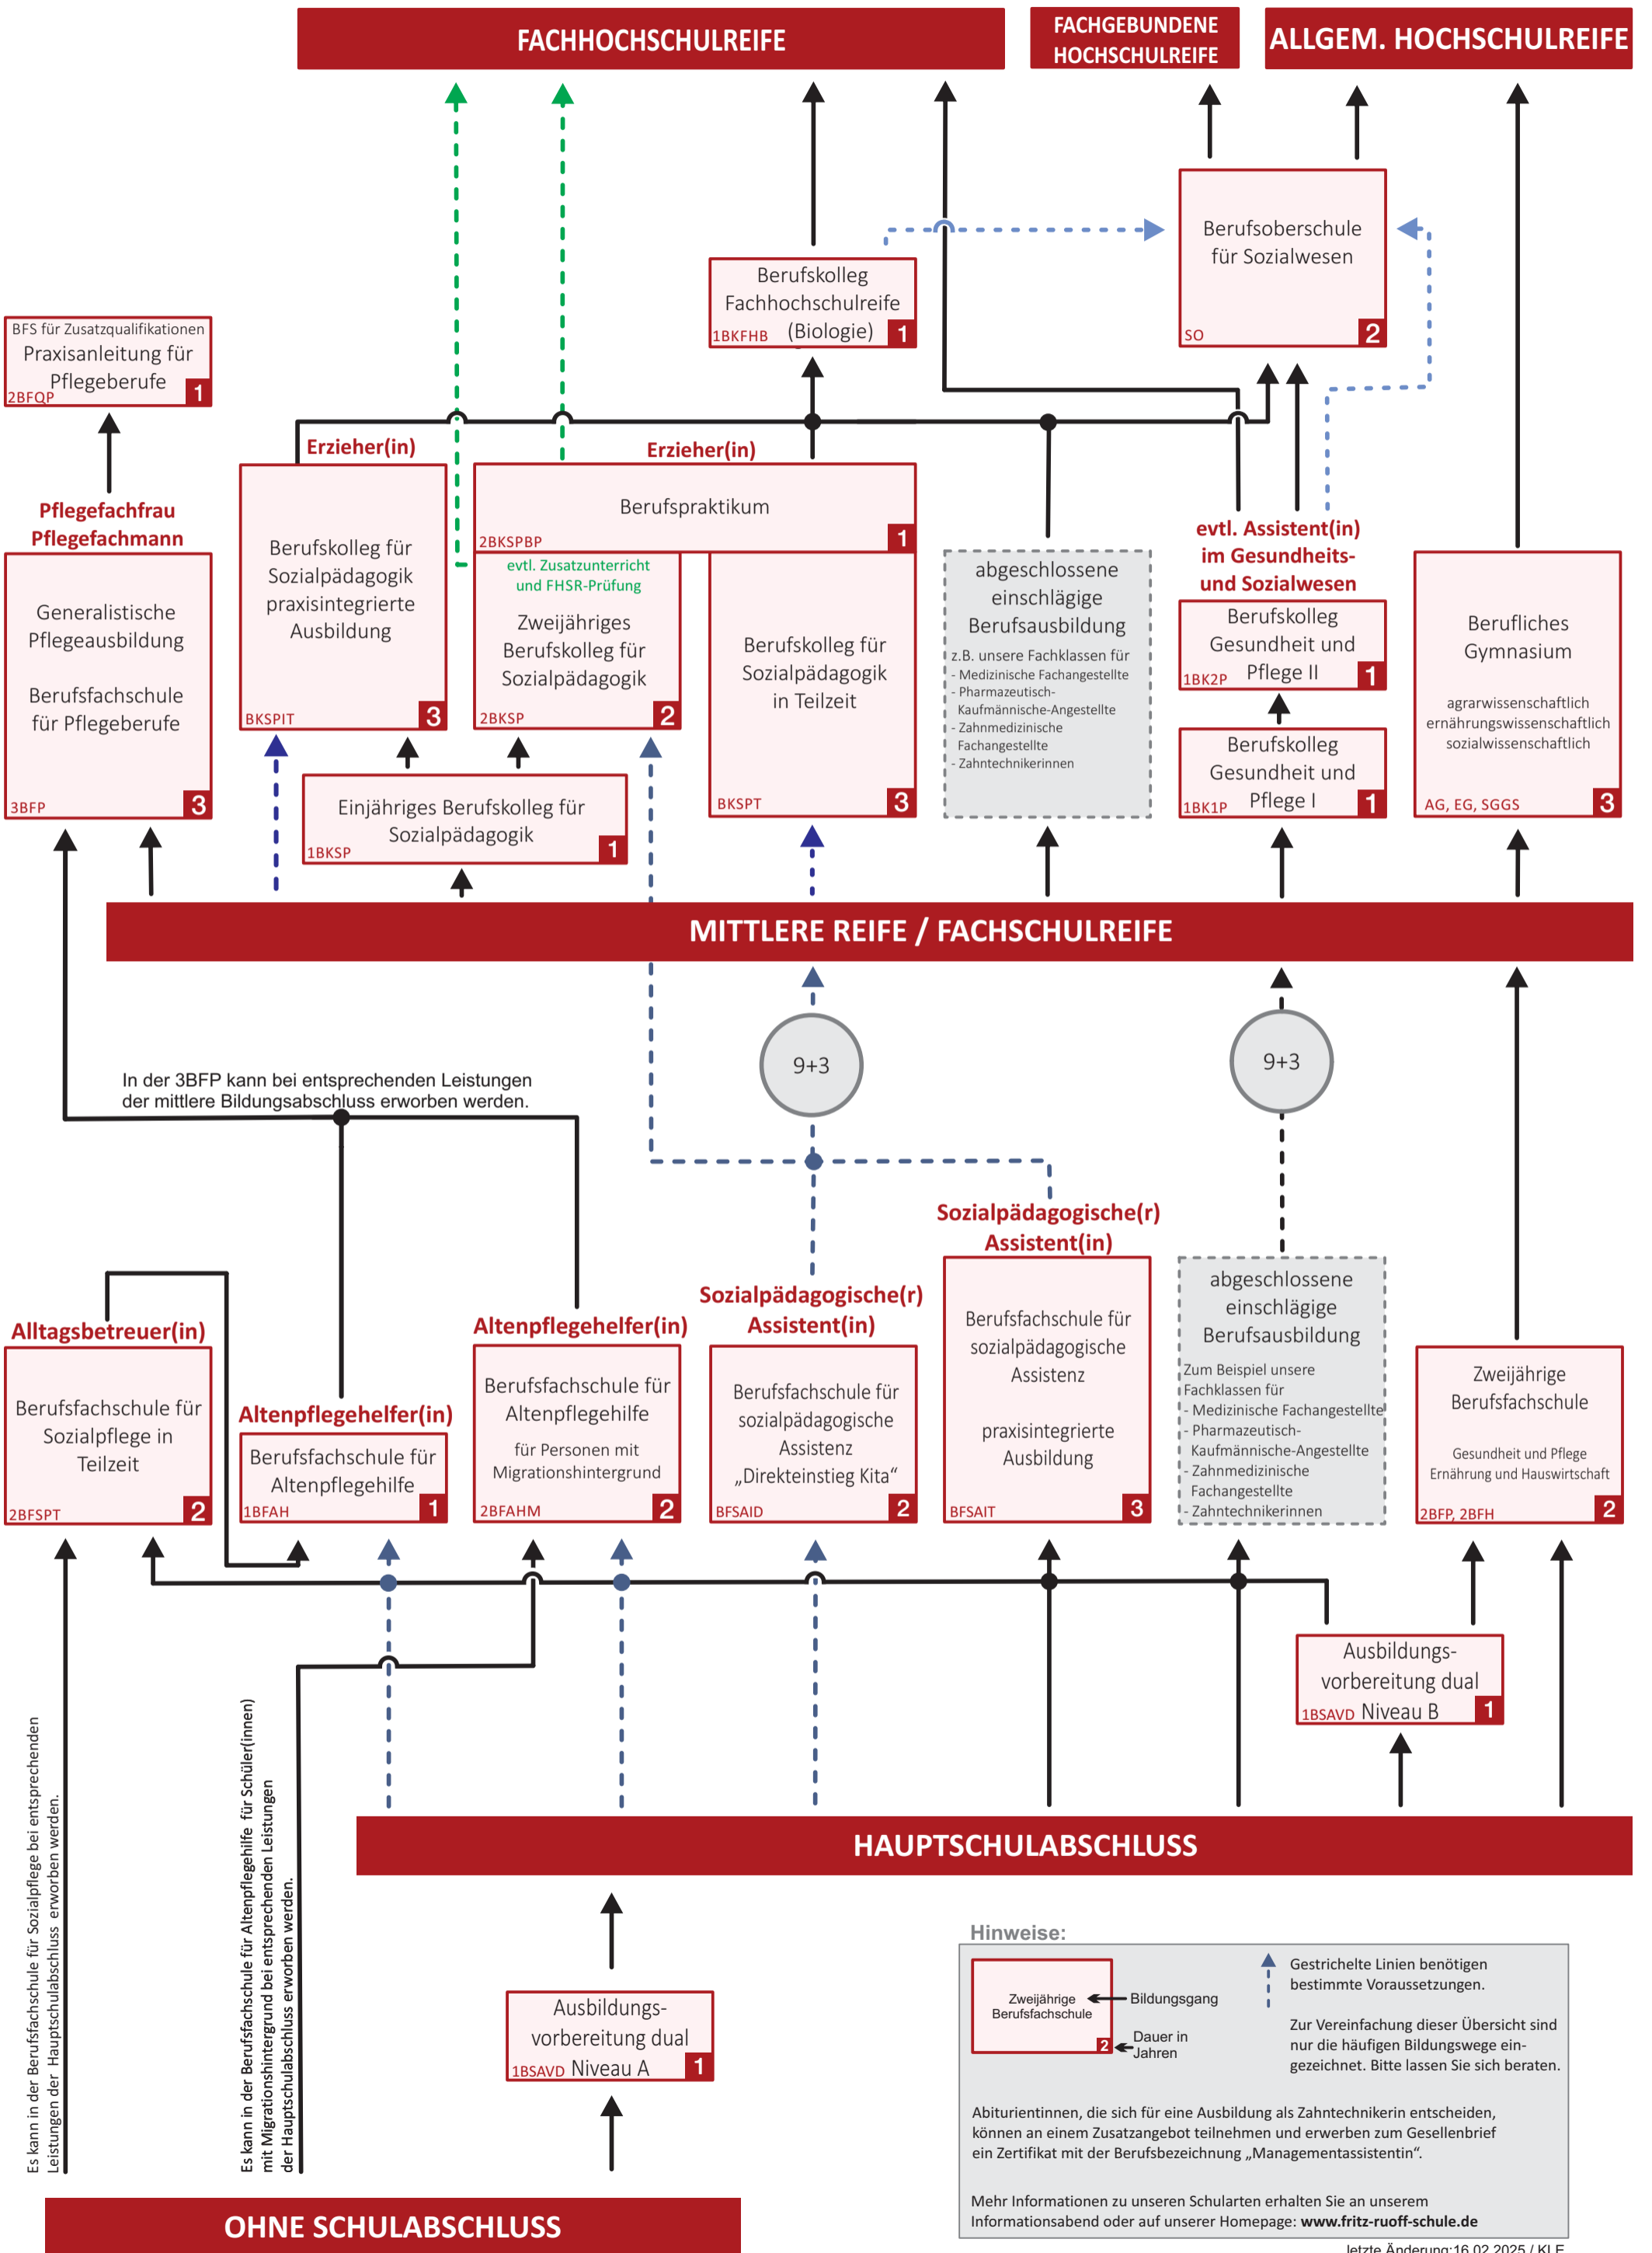 FACHHOCHSCHULREIFE
FACHGEBUNDENE
HOCHSCHULREIFE
ALLGEM. HOCHSCHULREIFE
Berufsoberschule
für Sozialwesen
SO
2
Berufskolleg
Fachhochschulreife
(Biologie)
1BKFHB
1
BFS für Zusatzqualifikationen
Praxisanleitung für
Pflegeberufe
2BFQP
1
Pflegefachfrau
Pflegefachmann
Generalistische
Pflegeausbildung
Berufsfachschule
für Pflegeberufe
3BFP
3
Erzieher(in)
Berufskolleg für
Sozialpädagogik
praxisintegrierte
Ausbildung
BKSPIT
3
Erzieher(in)
Berufspraktikum
2BKSPBP
1
evtl. Zusatzunterricht
und FHSR-Prüfung
Zweijähriges
Berufskolleg für
Sozialpädagogik
2BKSP
2
Berufskolleg für
Sozialpädagogik
in Teilzeit
BKSPT
3
Einjähriges Berufskolleg für
Sozialpädagogik
1BKSP
1
abgeschlossene
einschlägige
Berufsausbildung
z.B. unsere Fachklassen für
- Medizinische Fachangestellte
- Pharmazeutisch-
Kaufmännische-Angestellte
- Zahnmedizinische
Fachangestellte
- Zahntechnikerinnen
evtl. Assistent(in)
im Gesundheits-
und Sozialwesen
Berufskolleg
Gesundheit und
Pflege II
1BK2P
1
Berufskolleg
Gesundheit und
Pflege I
1BK1P
1
Berufliches
Gymnasium
agrarwissenschaftlich
ernährungswissenschaftlich
sozialwissenschaftlich
AG, EG, SGGS
3
MITTLERE REIFE / FACHSCHULREIFE
9+3
9+3
In der 3BFP kann bei entsprechenden Leistungen
der mittlere Bildungsabschluss erworben werden.
Alltagsbetreuer(in)
Berufsfachschule für
Sozialpflege in
Teilzeit
2BFSPT
2
Altenpflegehelfer(in)
Berufsfachschule für
Altenpflegehilfe
1BFAH
1
Altenpflegehelfer(in)
Berufsfachschule für
Altenpflegehilfe
für Personen mit
Migrationshintergrund
2BFAHM
2
Sozialpädagogische(r)
Assistent(in)
Berufsfachschule für
sozialpädagogische
Assistenz
„Direkteinstieg Kita“
BFSAID
2
Sozialpädagogische(r)
Assistent(in)
Berufsfachschule für
sozialpädagogische
Assistenz
praxisintegrierte
Ausbildung
BFSAIT
3
abgeschlossene
einschlägige
Berufsausbildung
Zum Beispiel unsere
Fachklassen für
- Medizinische Fachangestellte
- Pharmazeutisch-
Kaufmännische-Angestellte
- Zahnmedizinische
Fachangestellte
- Zahntechnikerinnen
Zweijährige
Berufsfachschule
Gesundheit und Pflege
Ernährung und Hauswirtschaft
2BFP, 2BFH
2
Ausbildungs-
vorbereitung dual
Niveau B
1BSAVD
1
Es kann in der Berufsfachschule für Sozialpflege bei entsprechenden
Leistungen der Hauptschulabschluss erworben werden.
Es kann in der Berufsfachschule für Altenpflegehilfe für Schüler(innen)
mit Migrationshintergrund bei entsprechenden Leistungen
der Hauptschulabschluss erworben werden.
HAUPTSCHULABSCHLUSS
Ausbildungs-
vorbereitung dual
Niveau A
1BSAVD
1
OHNE SCHULABSCHLUSS
Hinweise:
Zweijährige
Berufsfachschule
2
Bildungsgang
Dauer in
Jahren
Gestrichelte Linien benötigen
bestimmte Voraussetzungen.
Zur Vereinfachung dieser Übersicht sind
nur die häufigen Bildungswege ein-
gezeichnet. Bitte lassen Sie sich beraten.
Abiturientinnen, die sich für eine Ausbildung als Zahntechnikerin entscheiden,
können an einem Zusatzangebot teilnehmen und erwerben zum Gesellenbrief
ein Zertifikat mit der Berufsbezeichnung „Managementassistentin“.
Mehr Informationen zu unseren Schularten erhalten Sie an unserem
Informationsabend oder auf unserer Homepage: www.fritz-ruoff-schule.de
letzte Änderung:16.02.2025 / KLE